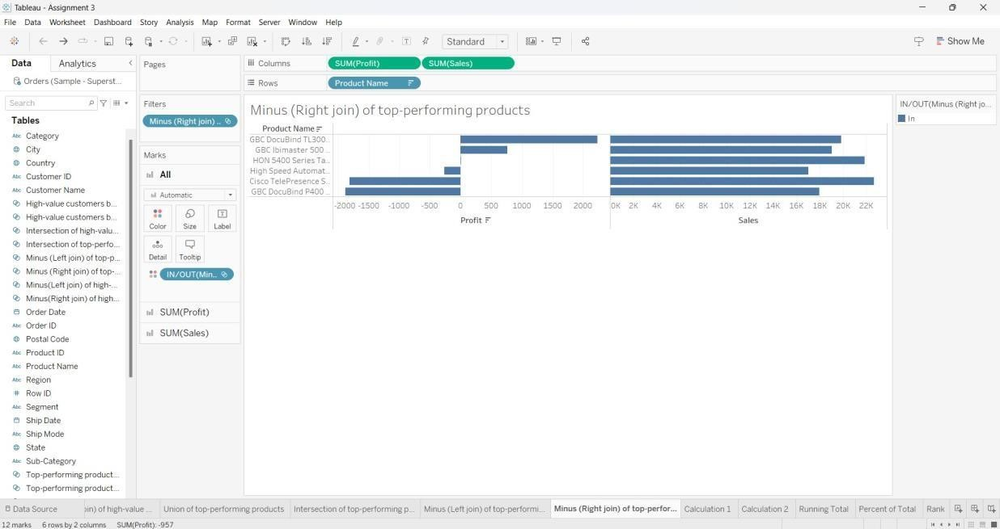 Tableau - Assignment 3
File Data Worksheet Dashboard Story Analysis Map Format Server Window Help
Standard
Show Me
Data Analytics
Orders (Sample - Superst...
Search
Tables
Abc Category
City
Country
Abc Customer ID
Abc Customer Name
High-value customers b...
High-value customers b...
Intersection of high-valu...
Intersection of top-perfo...
Minus (Left join) of top-p...
Minus (Right join) of top-...
Minus(Left join) of high-...
Minus(Right join) of high...
Order Date
Abc Order ID
Postal Code
Abc Product ID
Abc Product Name
Abc Region
# Row ID
Abc Segment
Ship Date
Abc Ship Mode
State
Abc Sub-Category
Top-performing product...
Top-performing product...
Pages
Filters
Minus (Right join) ..
Marks
All
Automatic
Color Size Label
Detail Tooltip
IN/OUT(Min..
SUM(Profit)
SUM(Sales)
Columns SUM(Profit) SUM(Sales)
Rows Product Name
Minus (Right join) of top-performing products
Product Name
GBC DocuBind TL300..
GBC Ibimaster 500 ..
HON 5400 Series Ta..
High Speed Automat..
Cisco TelePresence S..
GBC DocuBind P400 ..
-2000 -1500 -1000 -500 0 500 1000 1500 2000 0K 2K 4K 6K 8K 10K 12K 14K 16K 18K 20K 22K
Profit Sales
IN/OUT(Minus (Right jo...
In
Data Source oin) of high-value ... Union of top-performing products Intersection of top-performing p... Minus (Left join) of top-performi... Minus (Right join) of top-perfor... Calculation 1 Calculation 2 Running Total Percent of Total Rank
12 marks 6 rows by 2 columns SUM(Profit): -957